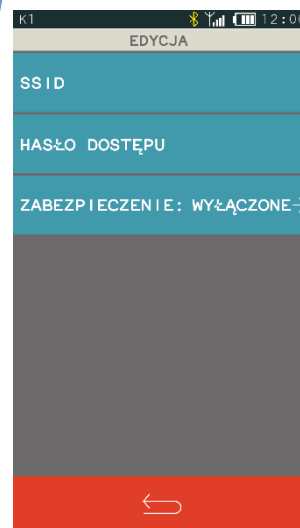 K1 12:00
EDYCJA
SSID
HASŁO DOSTĘPU
ZABEZPIECZENIE: WYŁĄCZONE